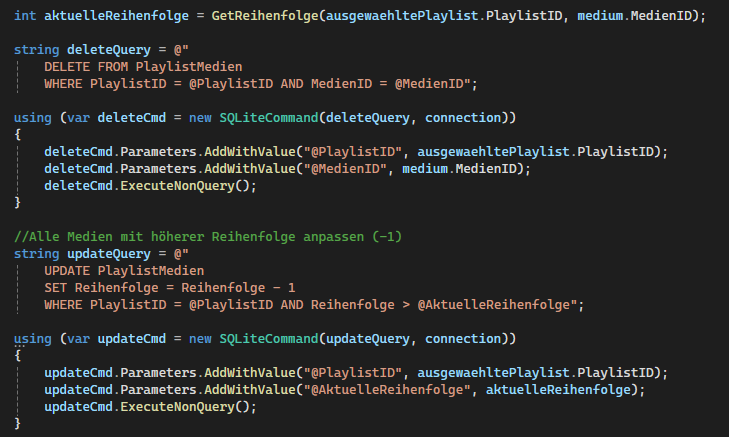 int aktuelleReihenfolge = GetReihenfolge(ausgewaehltePlaylist.PlaylistID, medium.MedienID);

string deleteQuery = @"
    DELETE FROM PlaylistMedien
    WHERE PlaylistID = @PlaylistID AND MedienID = @MedienID";

using (var deleteCmd = new SQLiteCommand(deleteQuery, connection))
{
    deleteCmd.Parameters.AddWithValue("@PlaylistID", ausgewaehltePlaylist.PlaylistID);
    deleteCmd.Parameters.AddWithValue("@MedienID", medium.MedienID);
    deleteCmd.ExecuteNonQuery();
}

//Alle Medien mit höherer Reihenfolge anpassen (-1)
string updateQuery = @"
    UPDATE PlaylistMedien
    SET Reihenfolge = Reihenfolge - 1
    WHERE PlaylistID = @PlaylistID AND Reihenfolge > @AktuelleReihenfolge";

using (var updateCmd = new SQLiteCommand(updateQuery, connection))
{
    updateCmd.Parameters.AddWithValue("@PlaylistID", ausgewaehltePlaylist.PlaylistID);
    updateCmd.Parameters.AddWithValue("@AktuelleReihenfolge", aktuelleReihenfolge);
    updateCmd.ExecuteNonQuery();
}